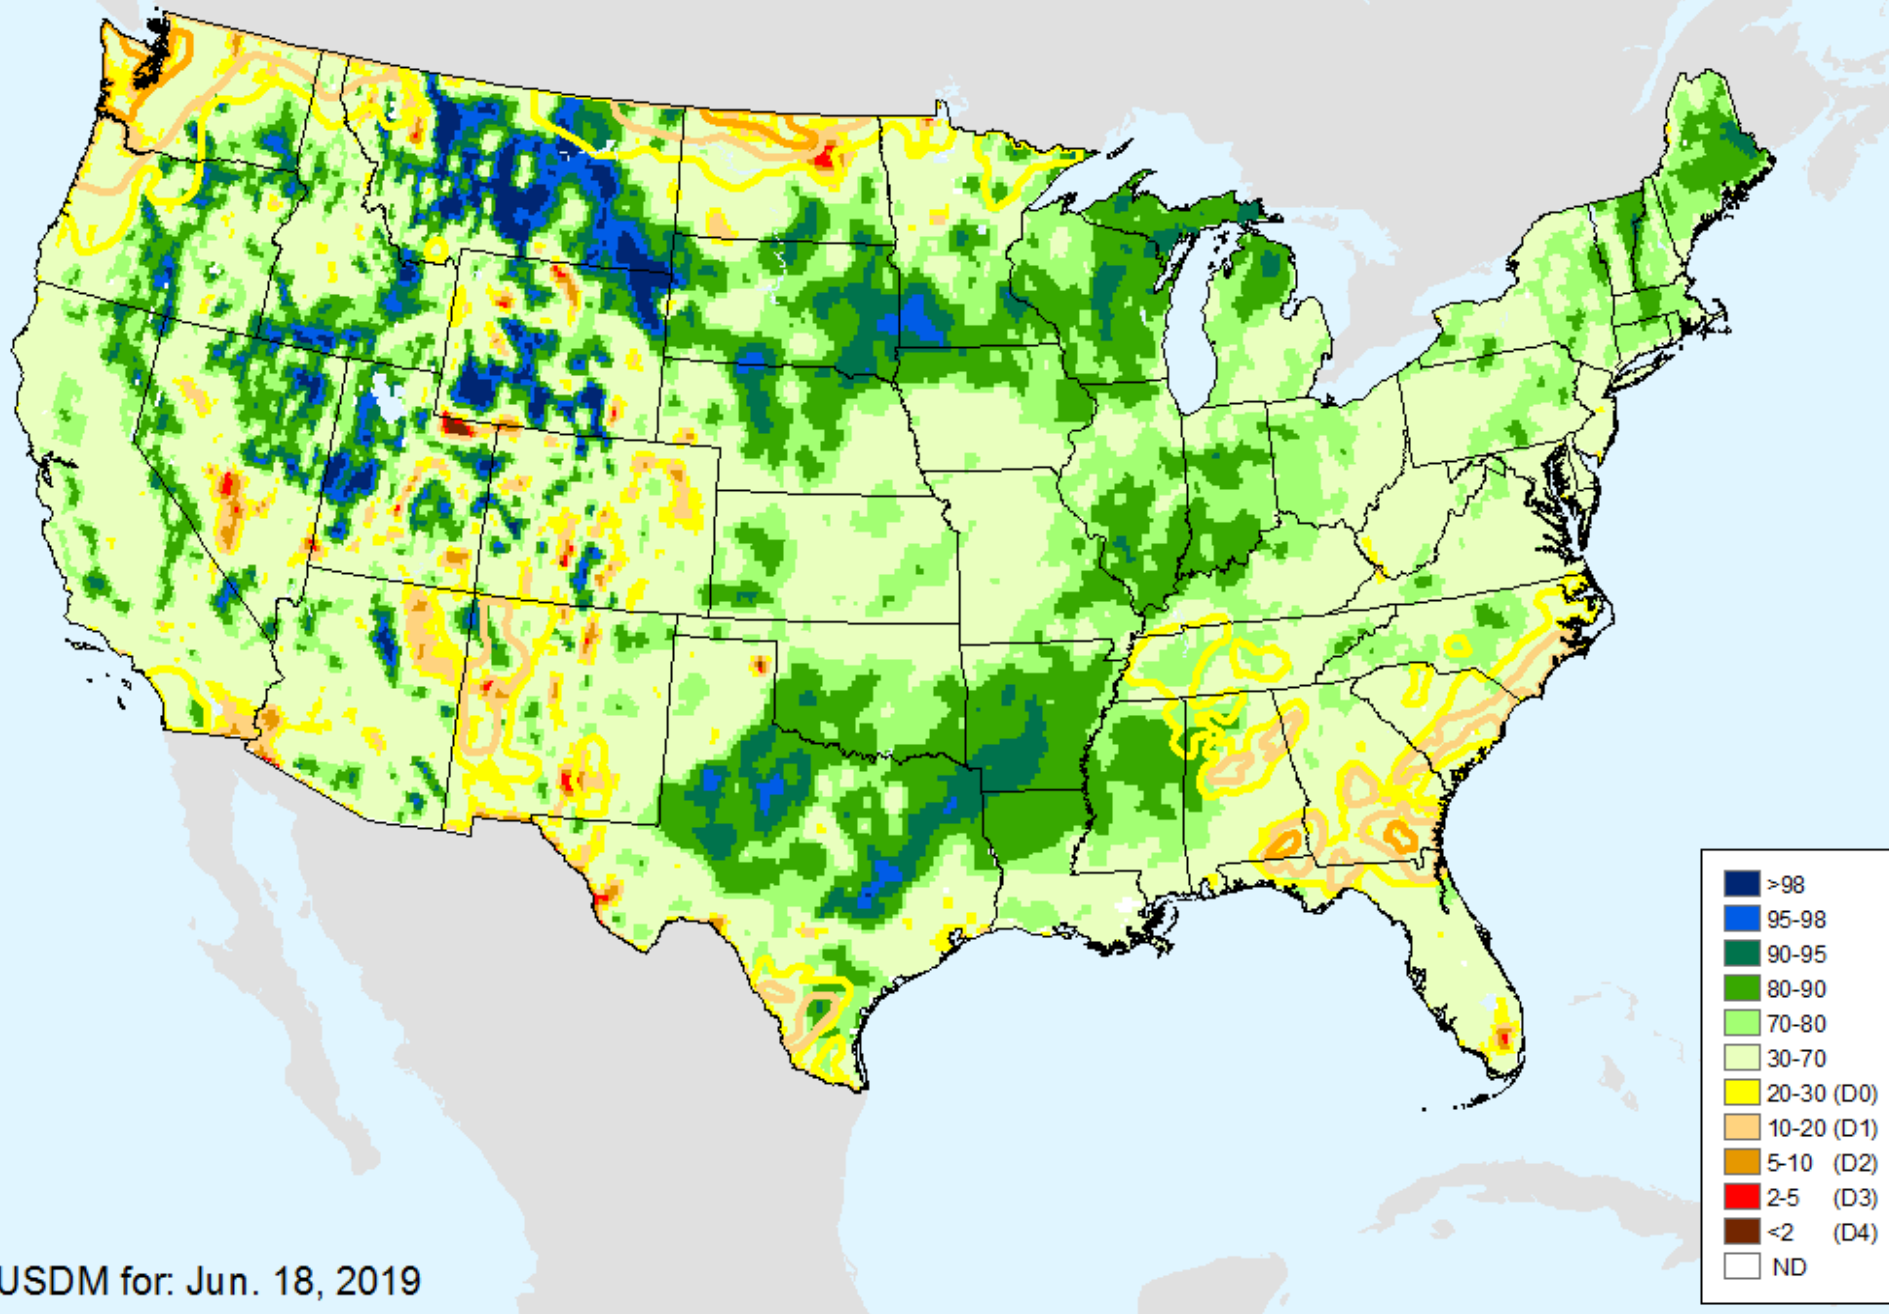 >98
95-98
90-95
80-90
70-80
30-70
20-30 (D0)
10-20 (D1)
5-10 (D2)
2-5 (D3)
<2 (D4)
ND
USDM for: Jun. 18, 2019